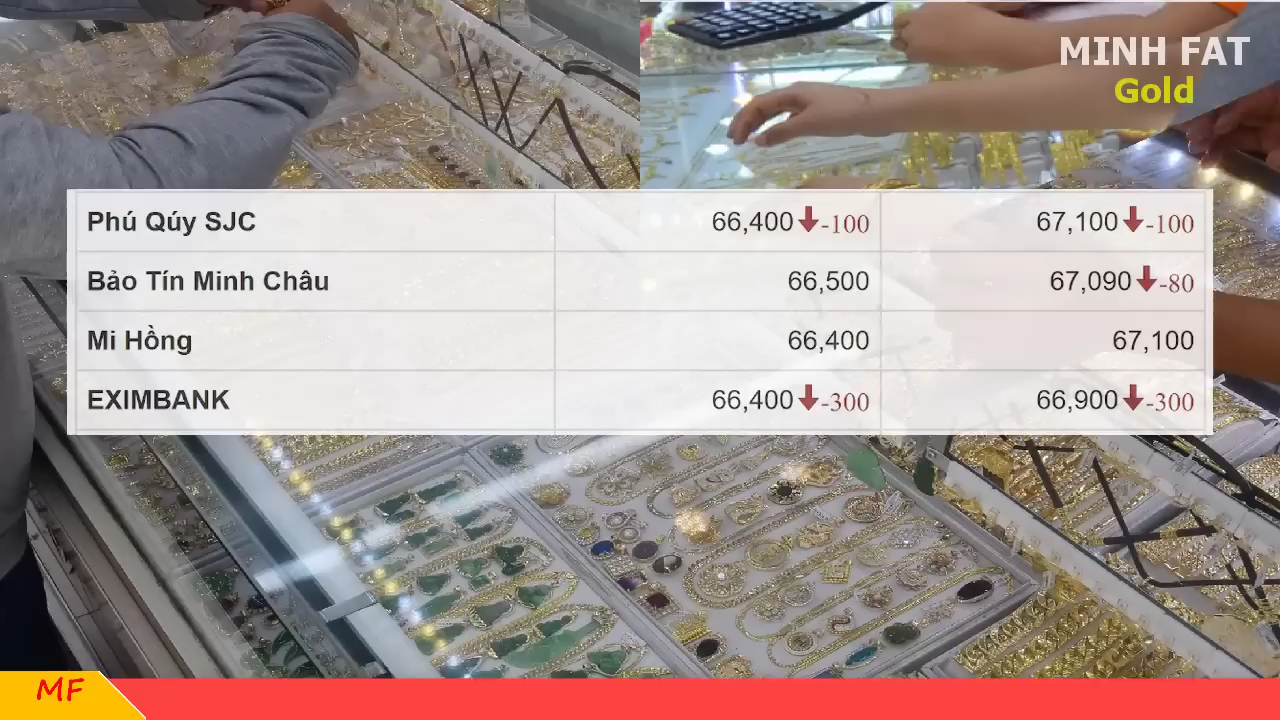 MINH FAT
Gold
Phú Qúy SJC 66,400 ↓-100 67,100 ↓-100
Bảo Tín Minh Châu 66,500 67,090 ↓-80
Mi Hồng 66,400 67,100
EXIMBANK 66,400 ↓-300 66,900 ↓-300
MF